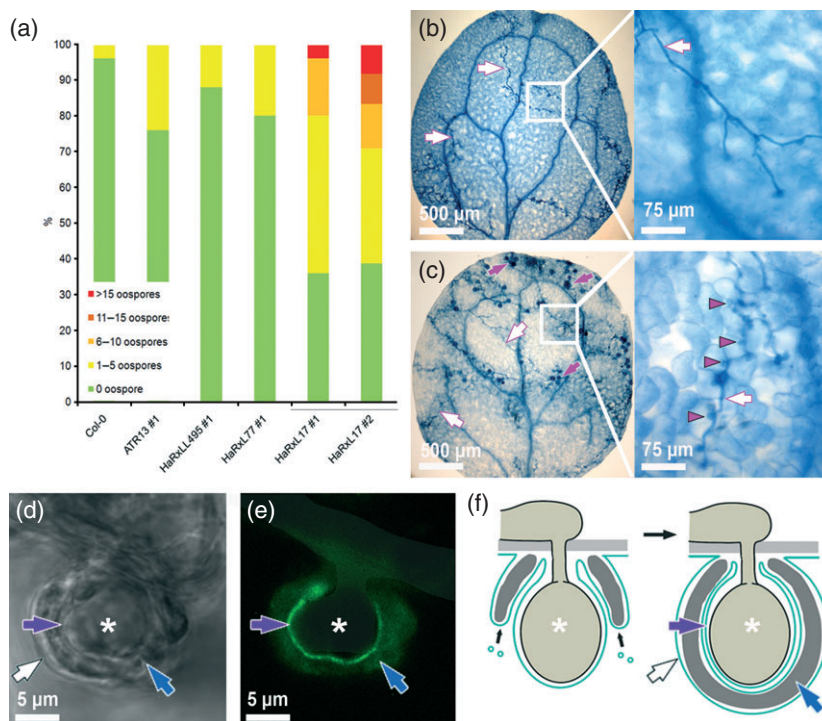 (a)
100
90
80
70
60
50
40
30
20
10
0
%
>15 oospores
11–15 oospores
6–10 oospores
1–5 oospores
0 oospore
Col-0
ATR13 #1
HaRxLL495 #1
HaRxL77 #1
HaRxL17 #1
HaRxL17 #2
(b)
500 µm
75 µm
(c)
500 µm
75 µm
(d)
*
5 µm
(e)
*
5 µm
(f)
*
*